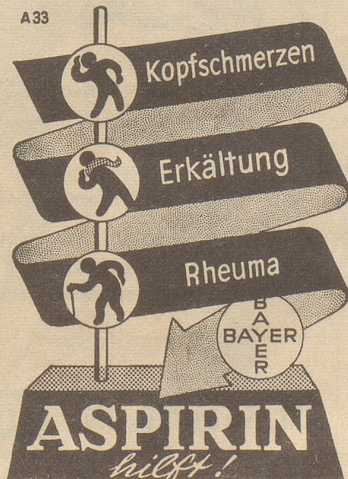 A33
Kopfschmerzen
Erkältung
Rheuma
BAYER
BAYER
ASPIRIN
hilft!